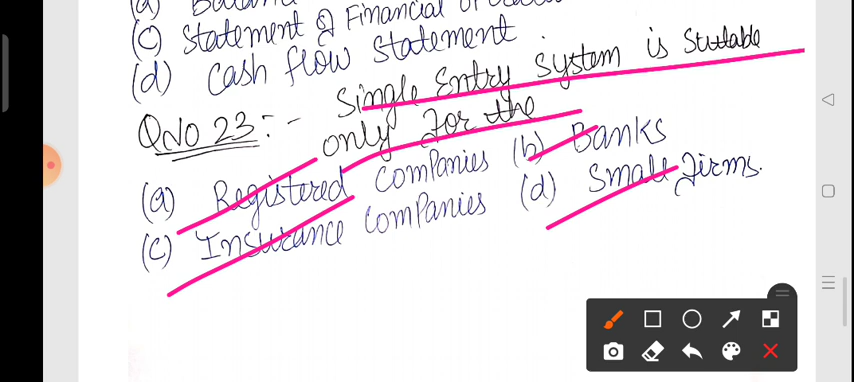 (a) Balance
(c) Statement of Financial
(d) Cash flow statement.
Q.No 23:- Single Entry System is Suitable
only for the
(a) Registered Companies (b) Banks
(c) Insurance Companies (d) Small firms.